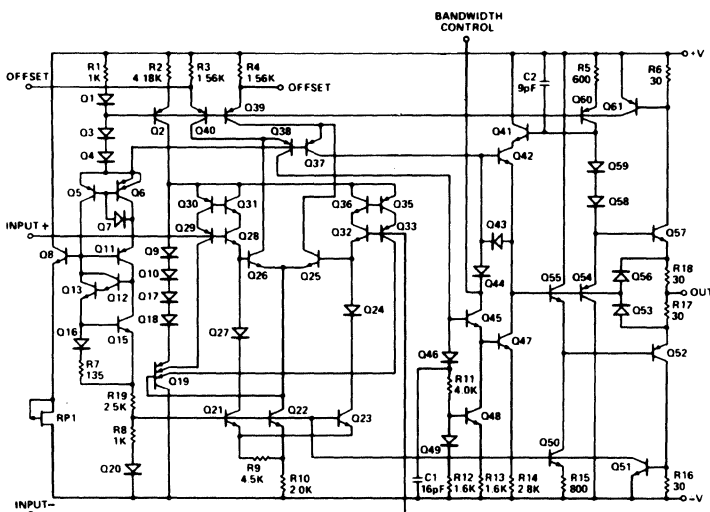 BANDWIDTH
CONTROL
+V
R1
1K
R2
4.18K
R3
1.56K
R4
1.56K
OFFSET
OFFSET
C2
9pF
R5
600
R6
30
Q1
Q2
Q40
Q39
Q60
Q61
Q3
Q4
Q38
Q37
Q41
Q42
Q59
Q58
Q5
Q6
Q7
Q30
Q31
Q36
Q35
Q43
INPUT+
Q29
Q28
Q32
Q33
Q57
Q8
Q11
Q9
Q26
Q25
Q44
Q55
Q54
Q56
R18
30
OUT
Q13
Q12
Q10
Q17
Q18
Q27
Q24
Q45
Q53
R17
30
Q16
Q15
Q47
Q52
R7
135
Q19
Q46
R11
4.0K
RP1
R19
2.5K
Q21
Q22
Q23
Q48
R8
1K
Q49
Q50
Q51
Q20
R9
4.5K
R10
2.0K
C1
16pF
R12
1.6K
R13
1.6K
R14
2.8K
R15
800
R16
30
INPUT-
-V